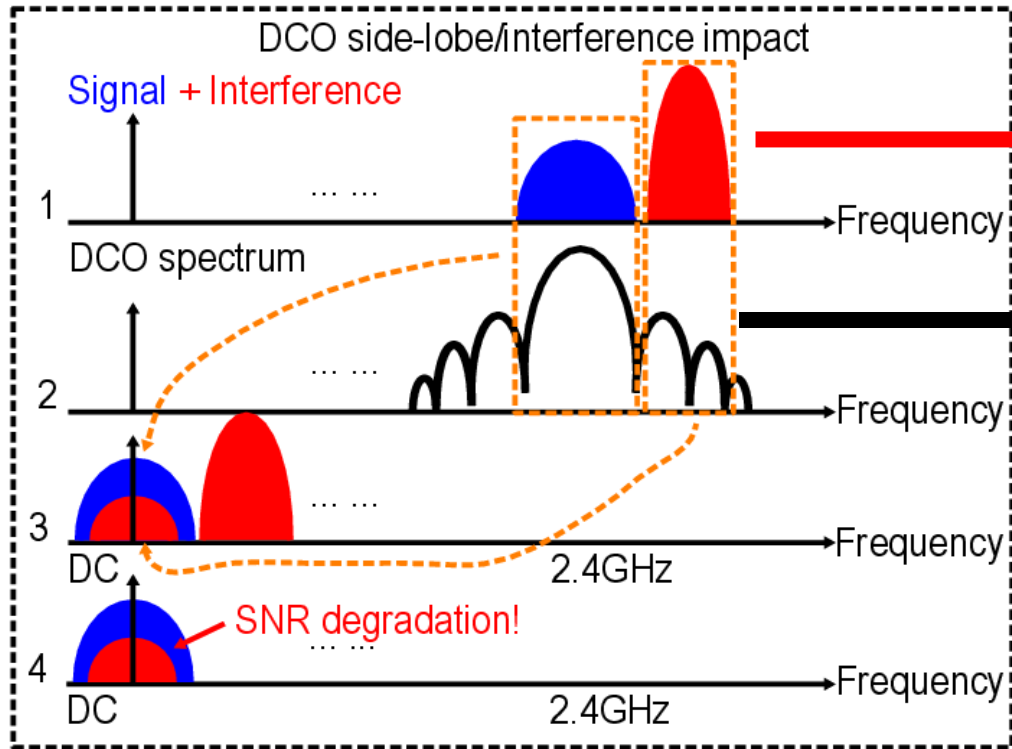 DCO side-lobe/interference impact
Signal + Interference
... ...
1
Frequency
DCO spectrum
... ...
2
Frequency
... ...
3
Frequency
DC
2.4GHz
SNR degradation!
... ...
4
Frequency
DC
2.4GHz